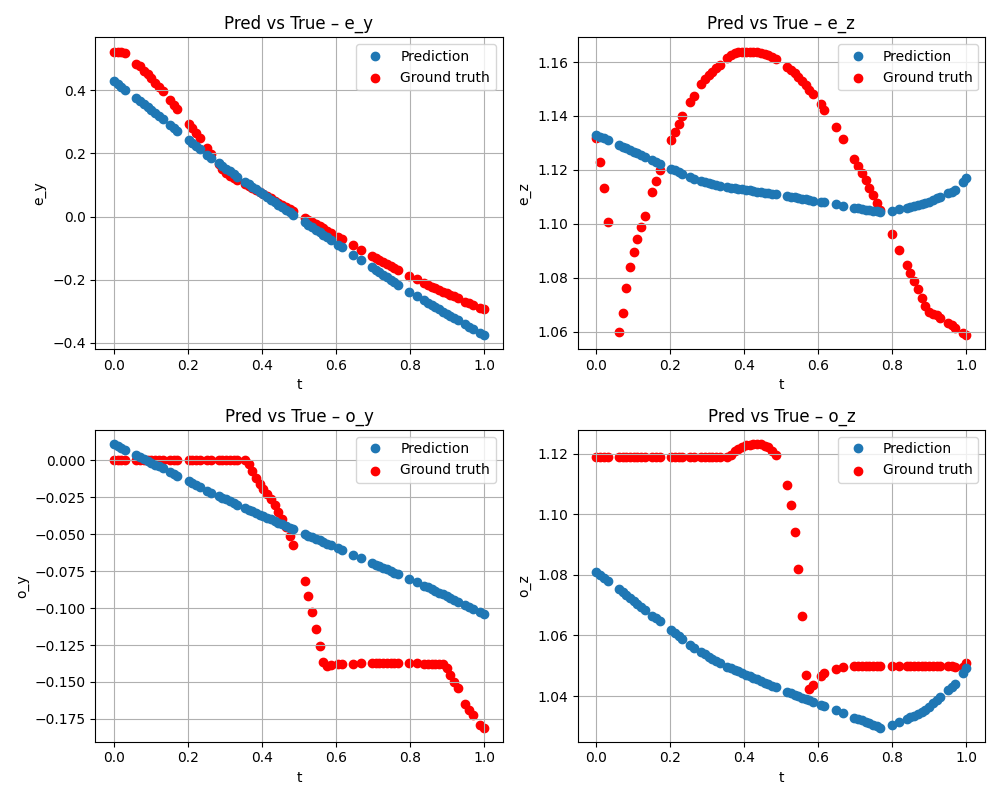 Pred vs True – e_y
Prediction
Ground truth
0.4
0.2
0.0
−0.2
−0.4
e_y
0.0 0.2 0.4 0.6 0.8 1.0
t
Pred vs True – e_z
Prediction
Ground truth
1.16
1.14
1.12
1.10
1.08
1.06
e_z
0.0 0.2 0.4 0.6 0.8 1.0
t
Pred vs True – o_y
Prediction
Ground truth
0.000
−0.025
−0.050
−0.075
−0.100
−0.125
−0.150
−0.175
o_y
0.0 0.2 0.4 0.6 0.8 1.0
t
Pred vs True – o_z
Prediction
Ground truth
1.12
1.10
1.08
1.06
1.04
o_z
0.0 0.2 0.4 0.6 0.8 1.0
t